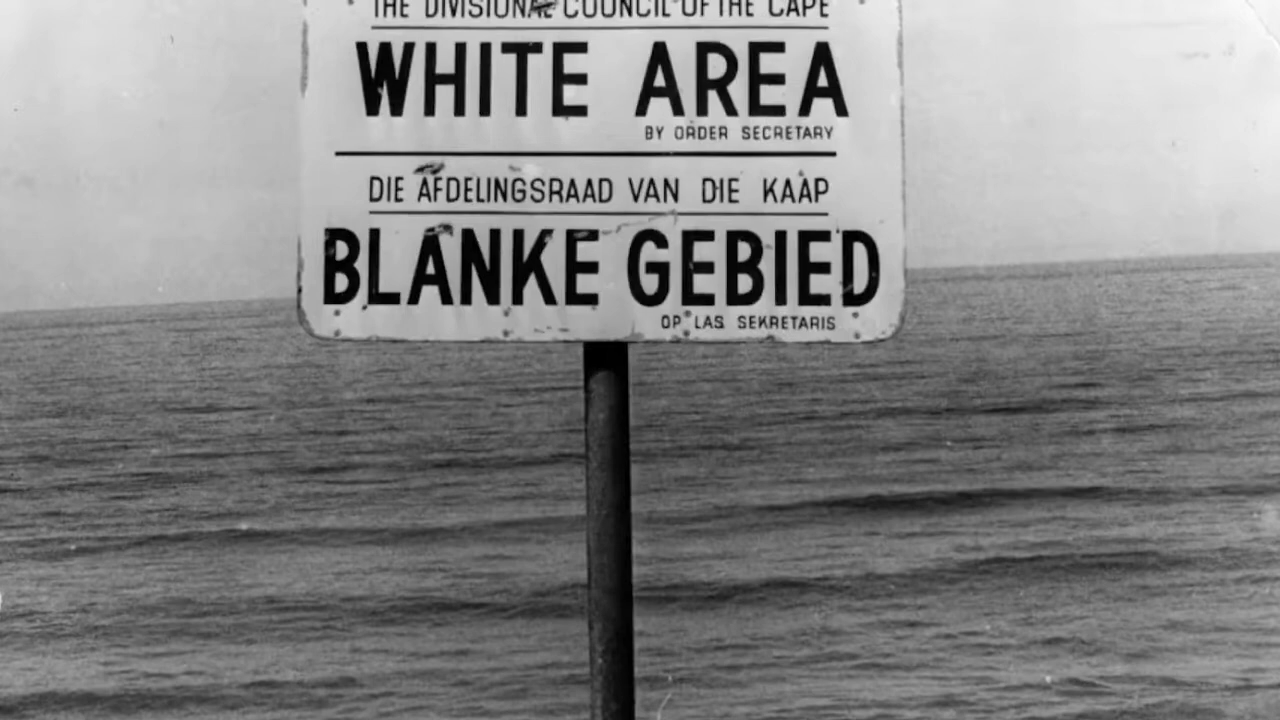 THE DIVISIONAL COUNCIL OF THE CAPE
WHITE AREA
BY ORDER SECRETARY
DIE AFDELINGSRAAD VAN DIE KAAP
BLANKE GEBIED
OP LAS SEKRETARIS